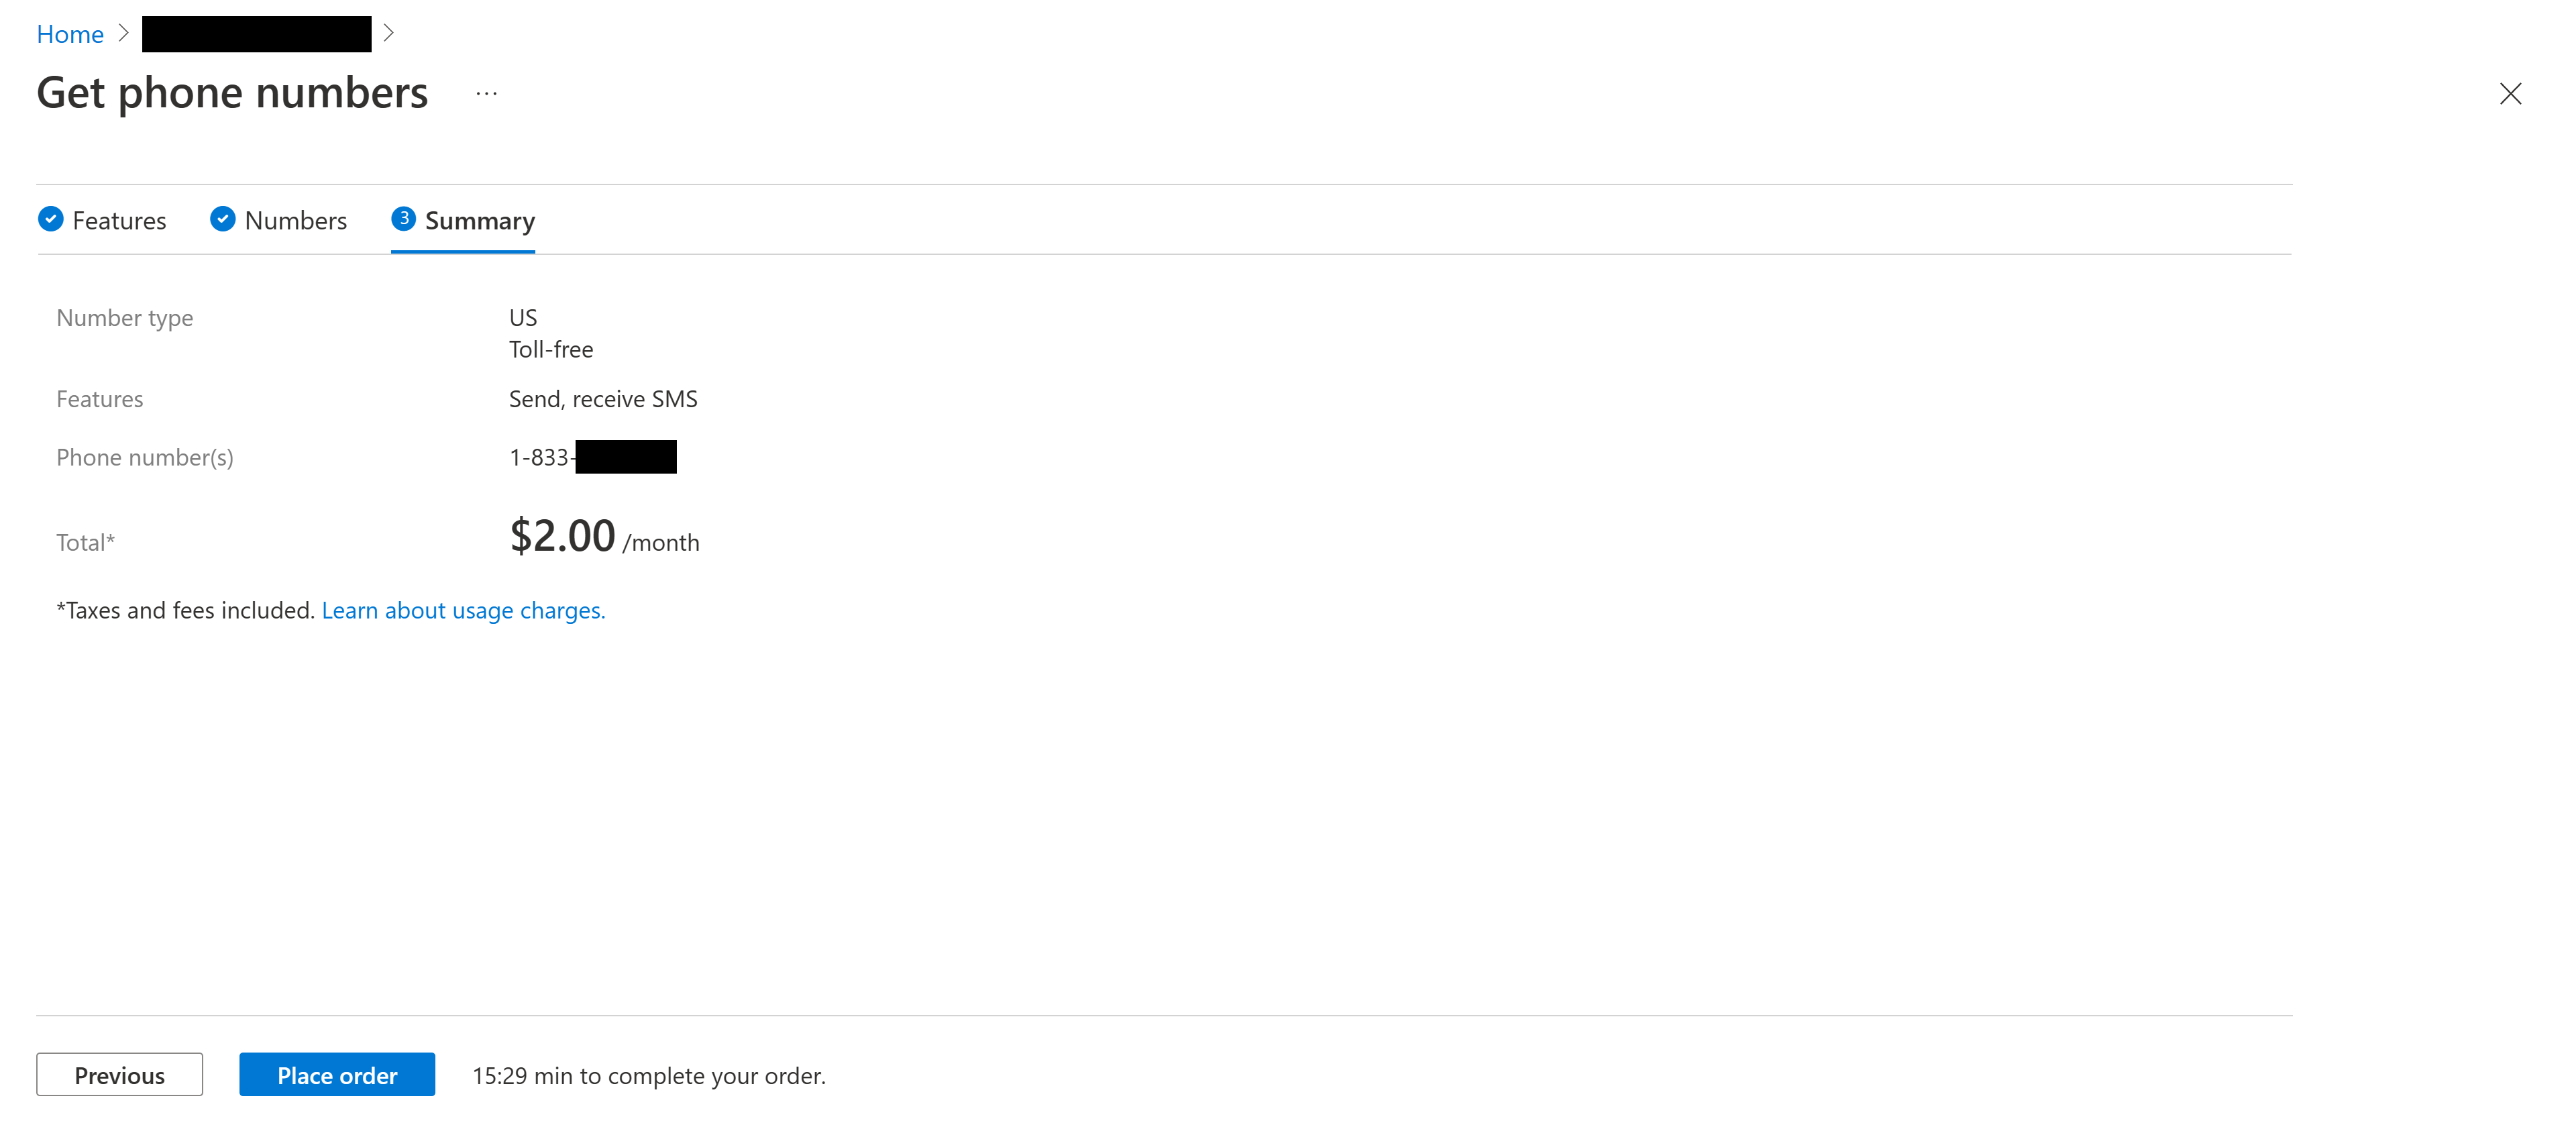 Home > >
Get phone numbers ...
Features Numbers 3 Summary
Number type US
Toll-free
Features Send, receive SMS
Phone number(s) 1-833-
Total* $2.00 /month
*Taxes and fees included. Learn about usage charges.
Previous Place order 15:29 min to complete your order.